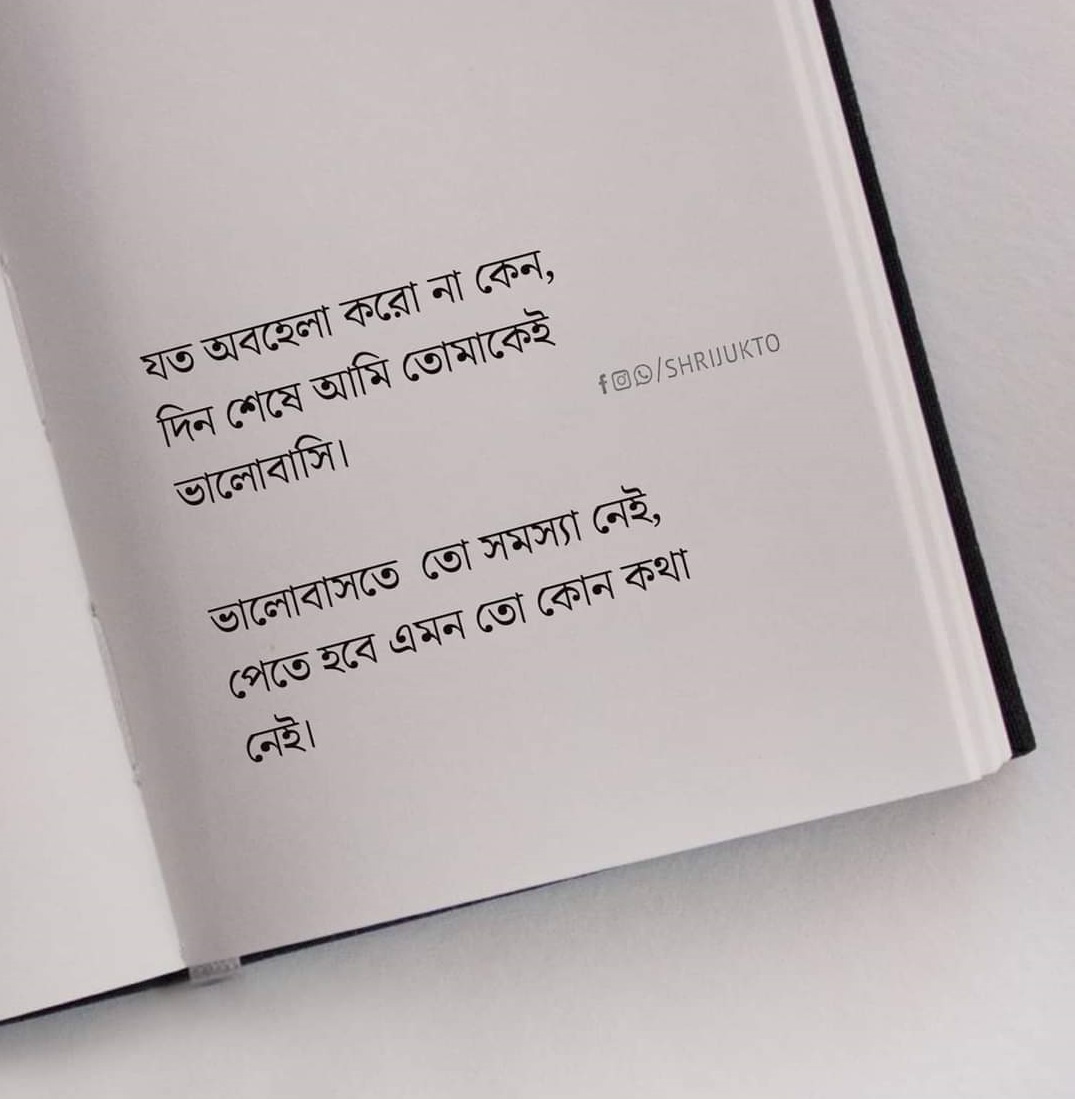 যত অবহেলা করো না কেন,
দিন শেষে আমি তোমাকেই
ভালোবাসি।
/SHRIJUKTO
ভালোবাসতে তো সমস্যা নেই,
পেতে হবে এমন তো কোন কথা
নেই।